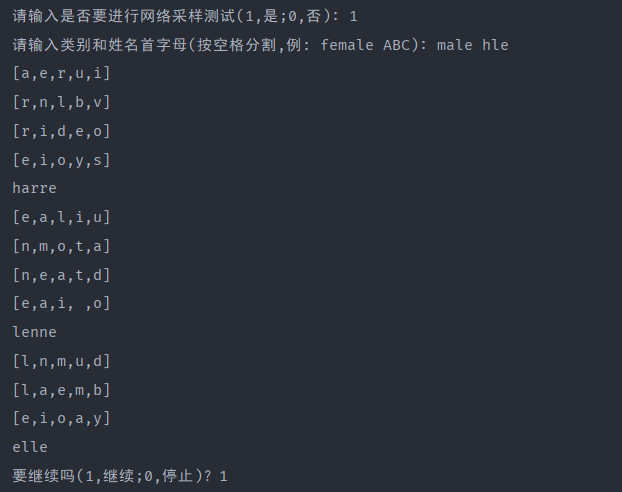 请输入是否要进行网络采样测试(1,是;0,否): 1
请输入类别和姓名首字母(按空格分割,例: female ABC): male hle
[a,e,r,u,i]
[r,n,l,b,v]
[r,i,d,e,o]
[e,i,o,y,s]
harre
[e,a,l,i,u]
[n,m,o,t,a]
[n,e,a,t,d]
[e,a,i, ,o]
lenne
[l,n,m,u,d]
[l,a,e,m,b]
[e,i,o,a,y]
elle
要继续吗(1,继续;0,停止)? 1